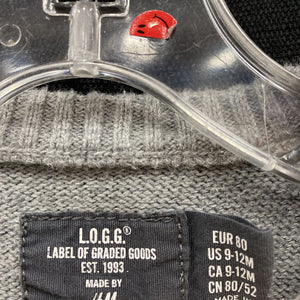 L.O.G.G.®
LABEL OF GRADED GOODS
EST. 1993.
MADE BY
H&M
EUR 80
US 9-12M
CA 9-12M
CN 80/52